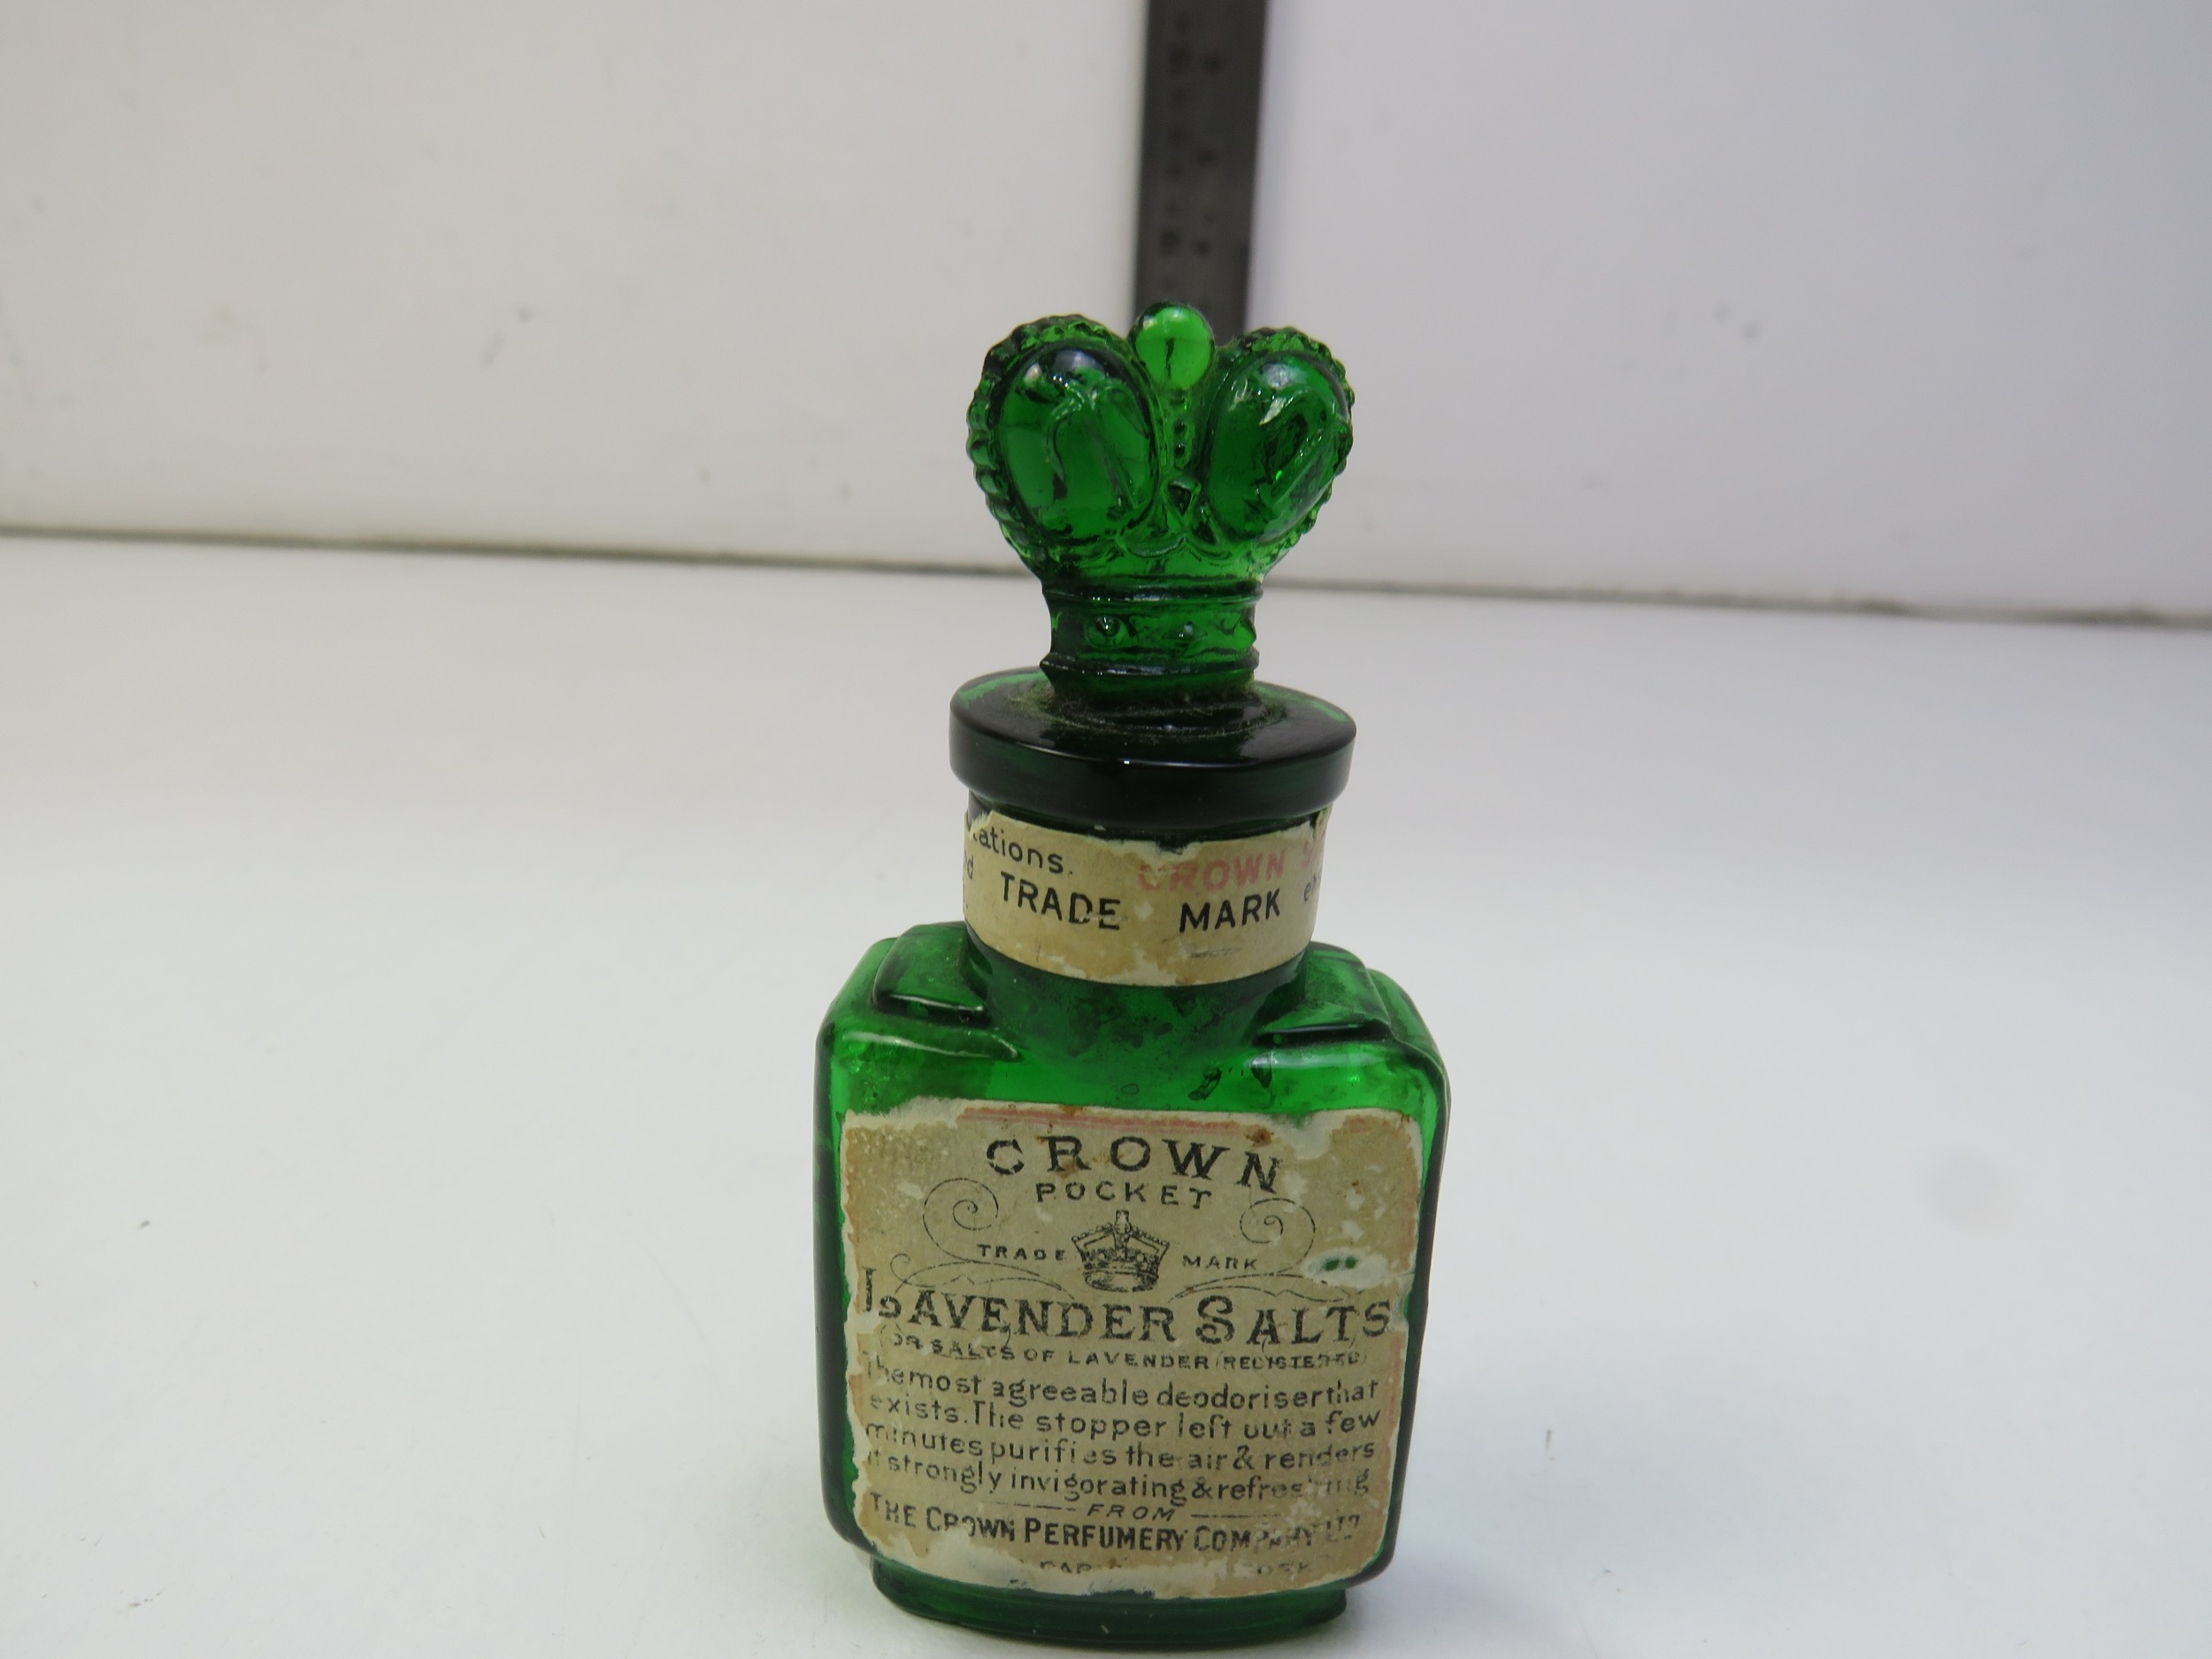 CROWN
TRADE MARK
CROWN
POCKET
TRADE MARK
LAVENDER SALTS
OR SALTS OF LAVENDER (REGISTERED)
The most agreeable deodoriser that
exists. The stopper left out a few
minutes purifies the air & renders
it strongly invigorating & refreshing
FROM
THE CROWN PERFUMERY COMPANY LTD